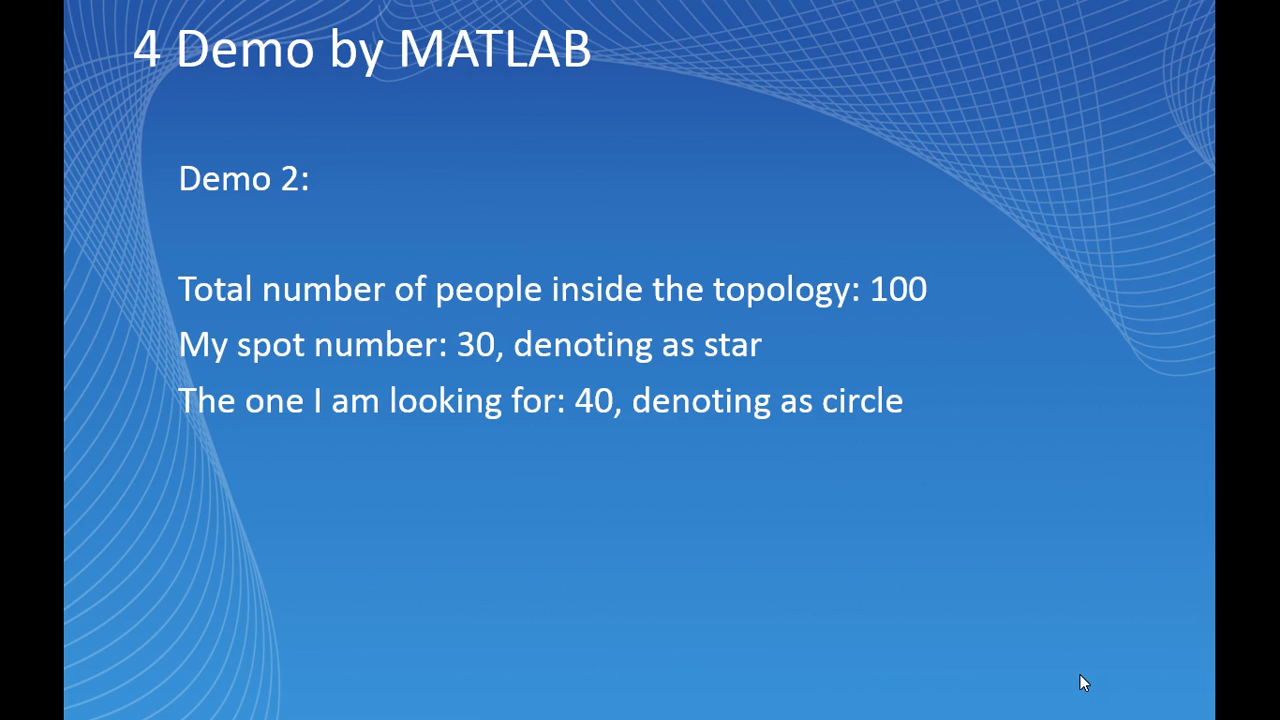 4 Demo by MATLAB
Demo 2:
Total number of people inside the topology: 100
My spot number: 30, denoting as star
The one I am looking for: 40, denoting as circle